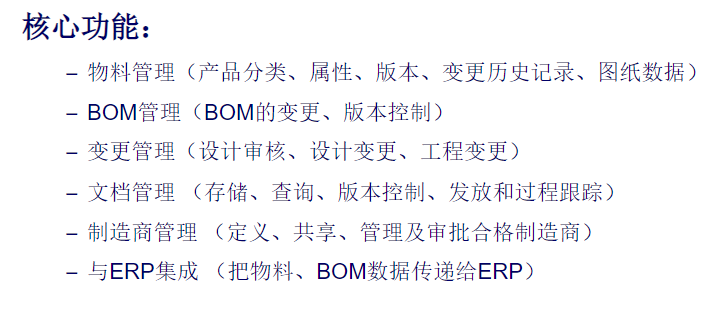 核心功能：
– 物料管理（产品分类、属性、版本、变更历史记录、图纸数据）
– BOM管理（BOM的变更、版本控制）
– 变更管理（设计审核、设计变更、工程变更）
– 文档管理 （存储、查询、版本控制、发放和过程跟踪）
– 制造商管理 （定义、共享、管理及审批合格制造商）
– 与ERP集成 （把物料、BOM数据传递给ERP）